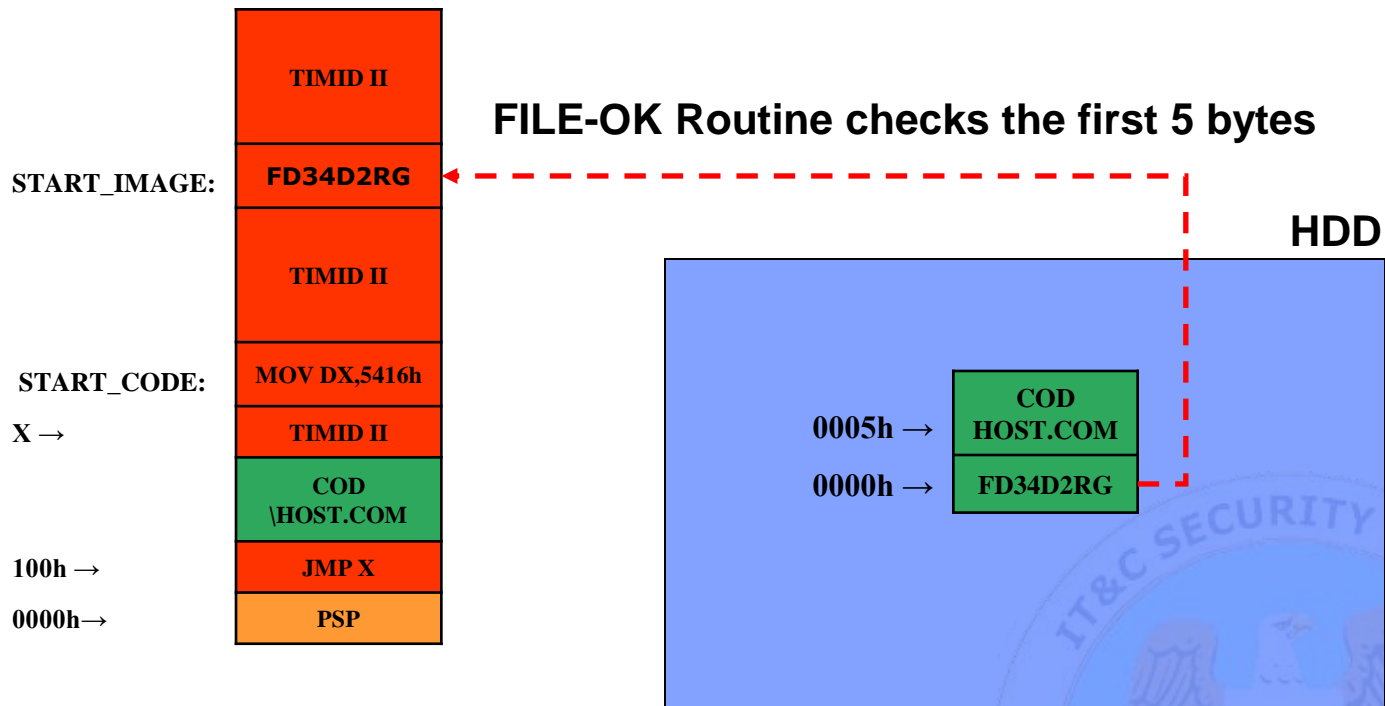 TIMID II
FILE-OK Routine checks the first 5 bytes
START_IMAGE:
FD34D2RG
HDD
TIMID II
START_CODE:
MOV DX,5416h
X →
TIMID II
COD
\HOST.COM
100h →
JMP X
0000h→
PSP
0005h →
COD
HOST.COM
0000h →
FD34D2RG
IT&C SECURITY